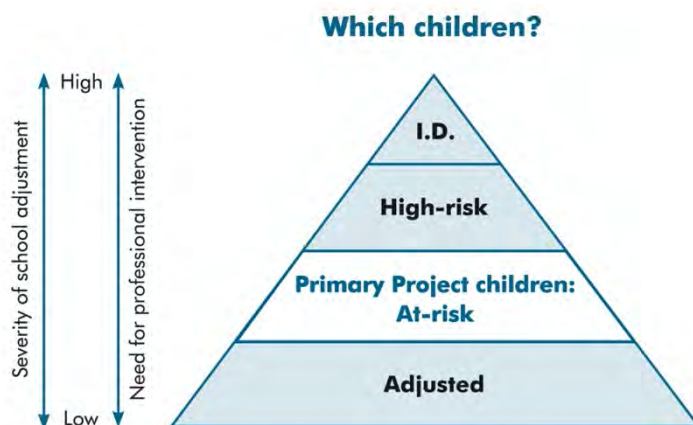 Which children?
High
I.D.
High-risk
Primary Project children:
At-risk
Adjusted
Low
Severity of school adjustment
Need for professional intervention